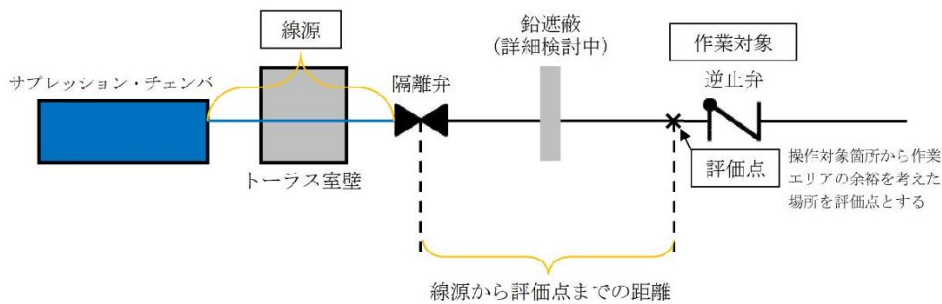 線源
鉛遮蔽
(詳細検討中)
作業対象
サプレッション・チェンバ
隔離弁
逆止弁
トーラス室壁
評価点
操作対象箇所から作業
エリアの余裕を考えた
場所を評価点とする
線源から評価点までの距離